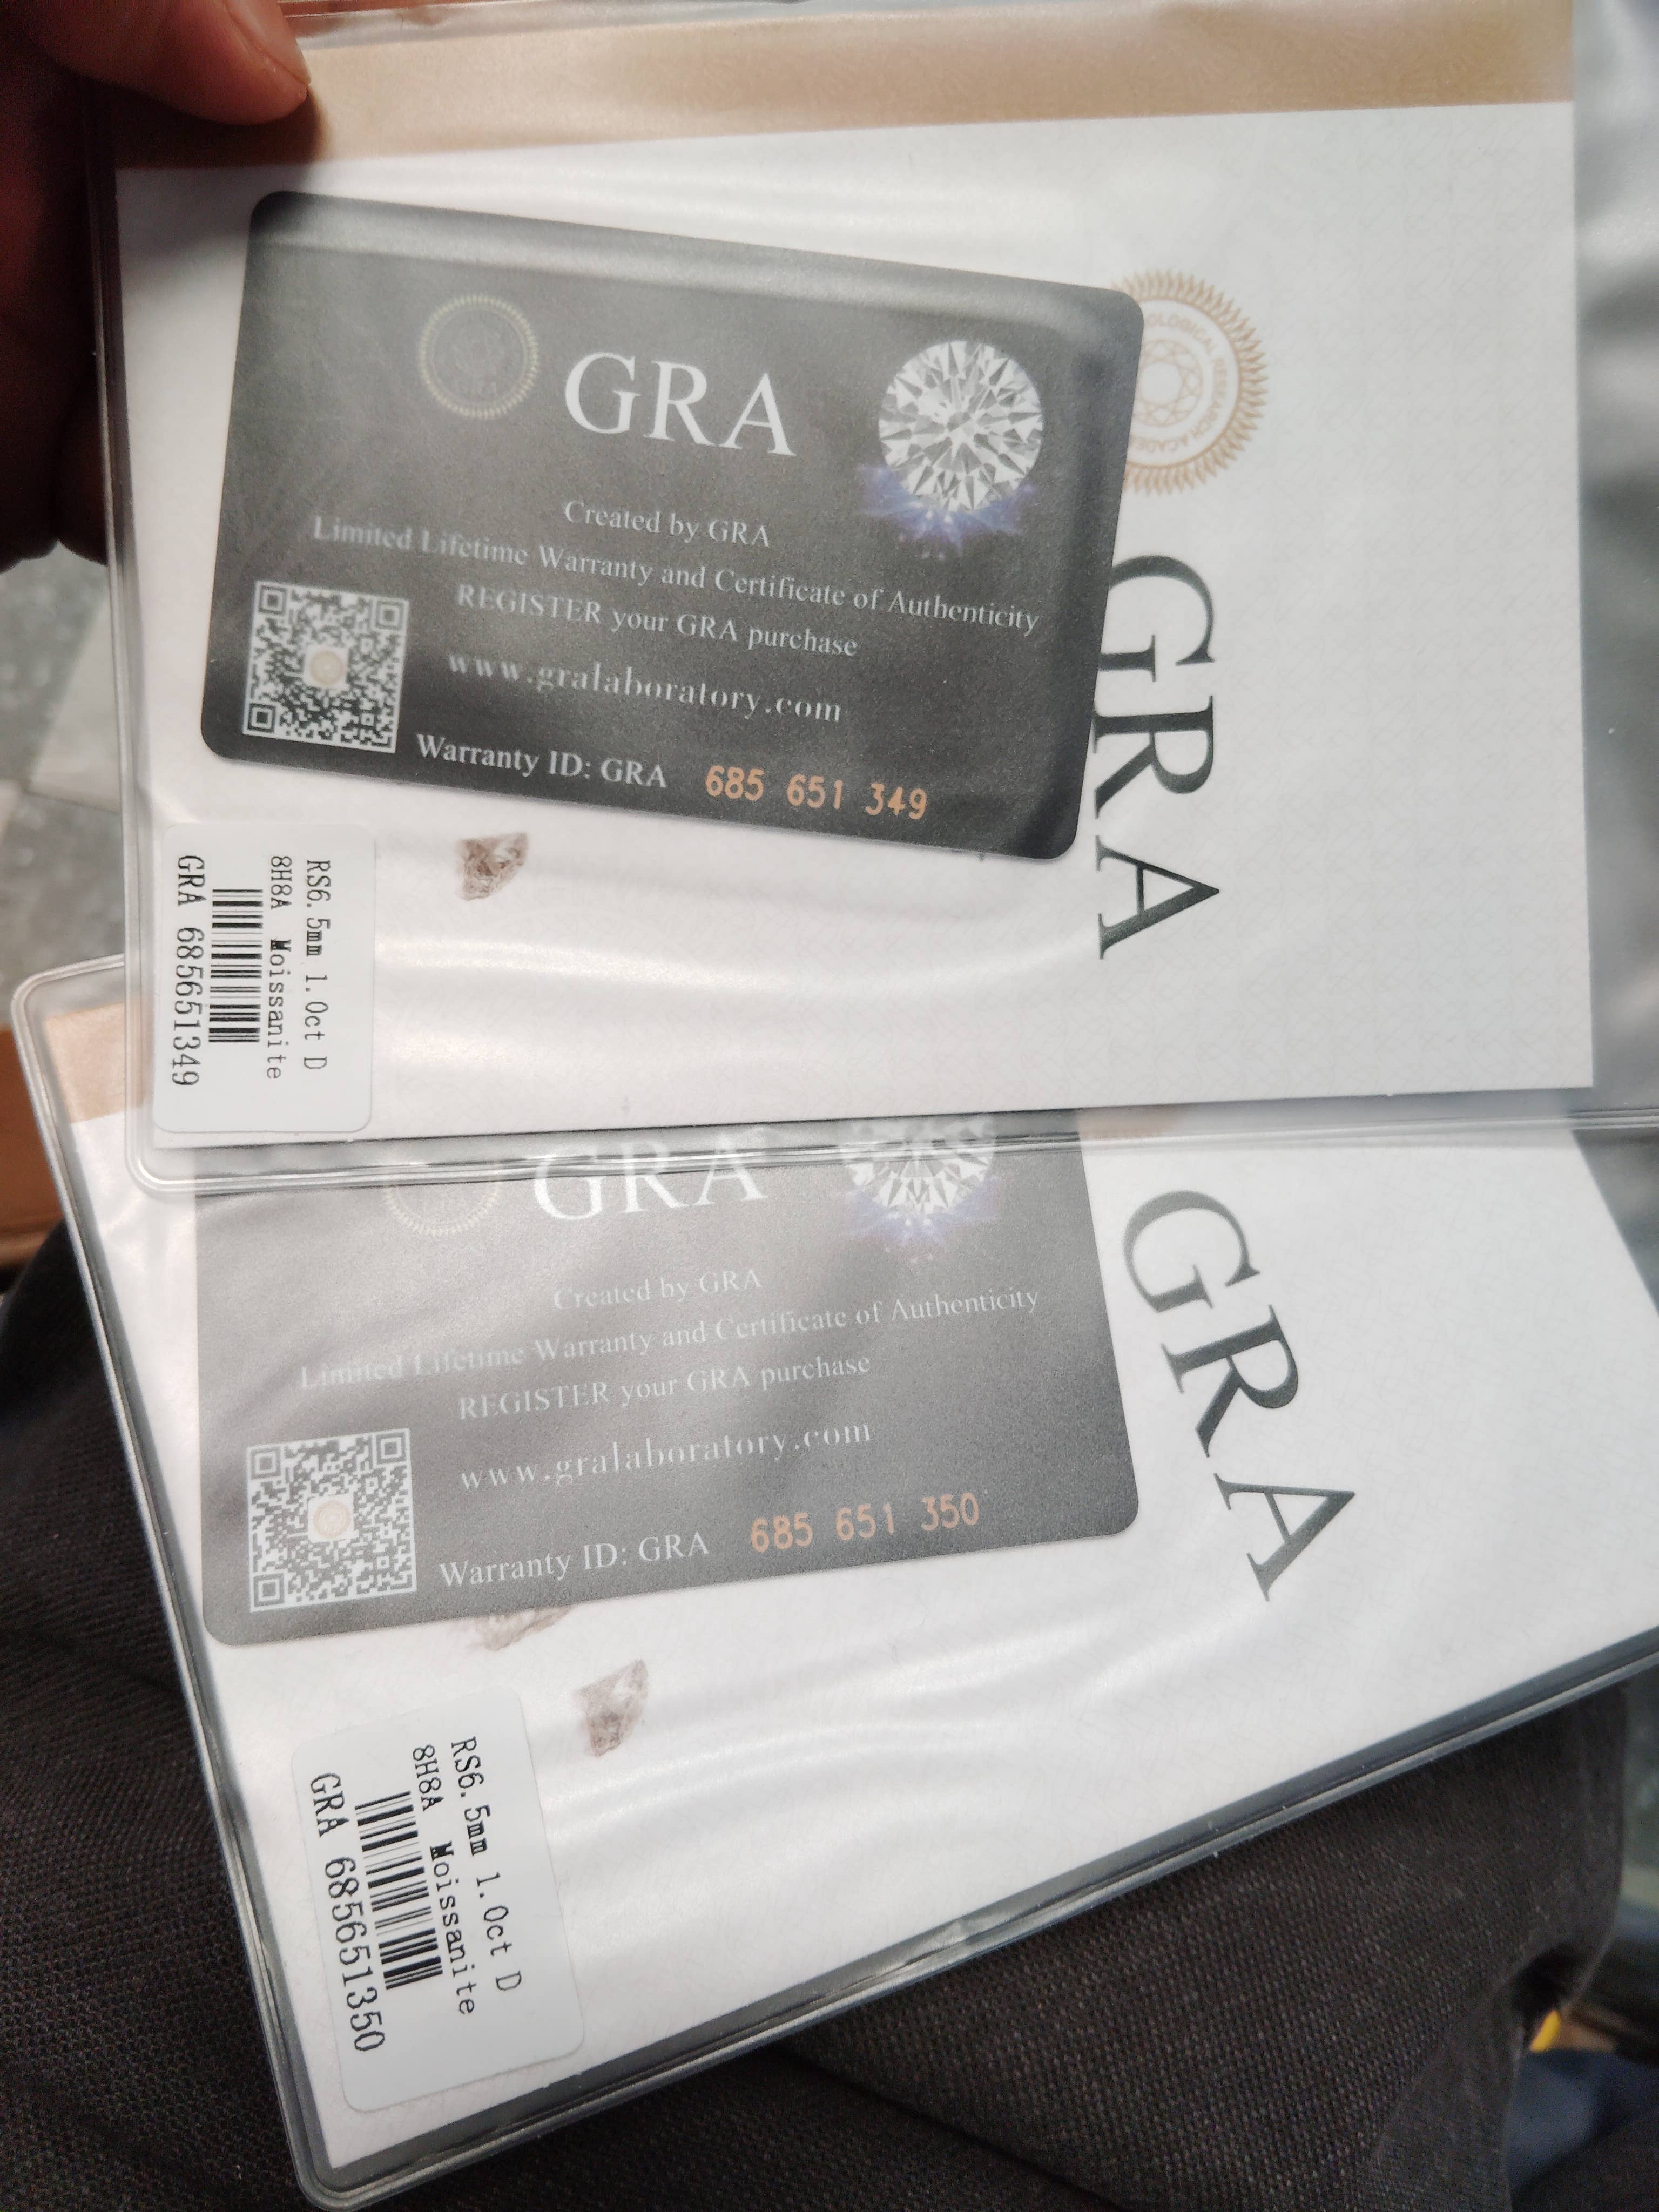 GRA
Created by GRA
Limited Lifetime Warranty and Certificate of Authenticity
REGISTER your GRA purchase
www.gralaboratory.com
Warranty ID: GRA 685 651 349
GRA
RS6.5mm 1.0ct D
8H8A Moissanite
GRA 685651349
GRA
Created by GRA
Limited Lifetime Warranty and Certificate of Authenticity
REGISTER your GRA purchase
www.gralaboratory.com
Warranty ID: GRA 685 651 350
GRA
RS6.5mm 1.0ct D
8H8A Moissanite
GRA 685651350